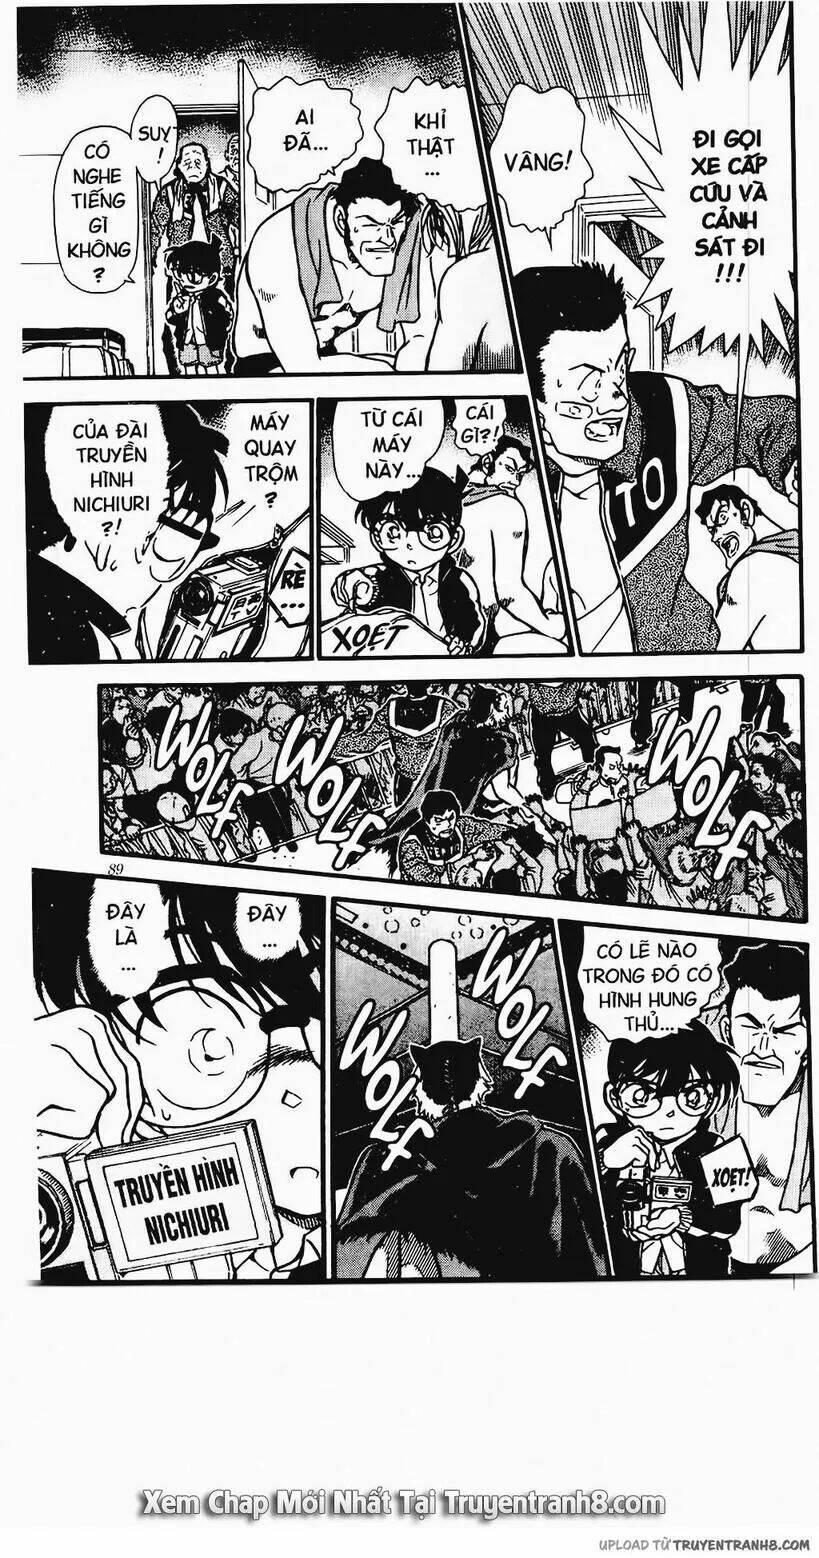 ĐI GỌI
XE CẤP
CỨU VÀ
CẢNH
SÁT ĐI
!!!
VÂNG!
KHỈ
THẬT
...
AI
ĐÃ...
SUỴT
!
CÓ
NGHE
TIẾNG
GÌ
KHÔNG
?
TO
CÁI
GÌ?!
TỪ CÁI
MÁY
NÀY...
XOẸT
MÁY
QUAY
TRỘM
?
RÈ
...
CỦA ĐÀI
TRUYỀN
HÌNH
NICHIURI
?!
WOLF
WOLF
WOLF
89
CÓ LẼ NÀO
TRONG ĐÓ CÓ
HÌNH HUNG
THỦ...
XOẸT!
WOLF
WOLF
ĐÂY
...
ĐÂY
LÀ
...
TRUYỀN HÌNH
NICHIURI
Xem Chap Mới Nhất Tại Truyentranh8.com
UPLOAD TỪ TRUYENTRANH8.COM